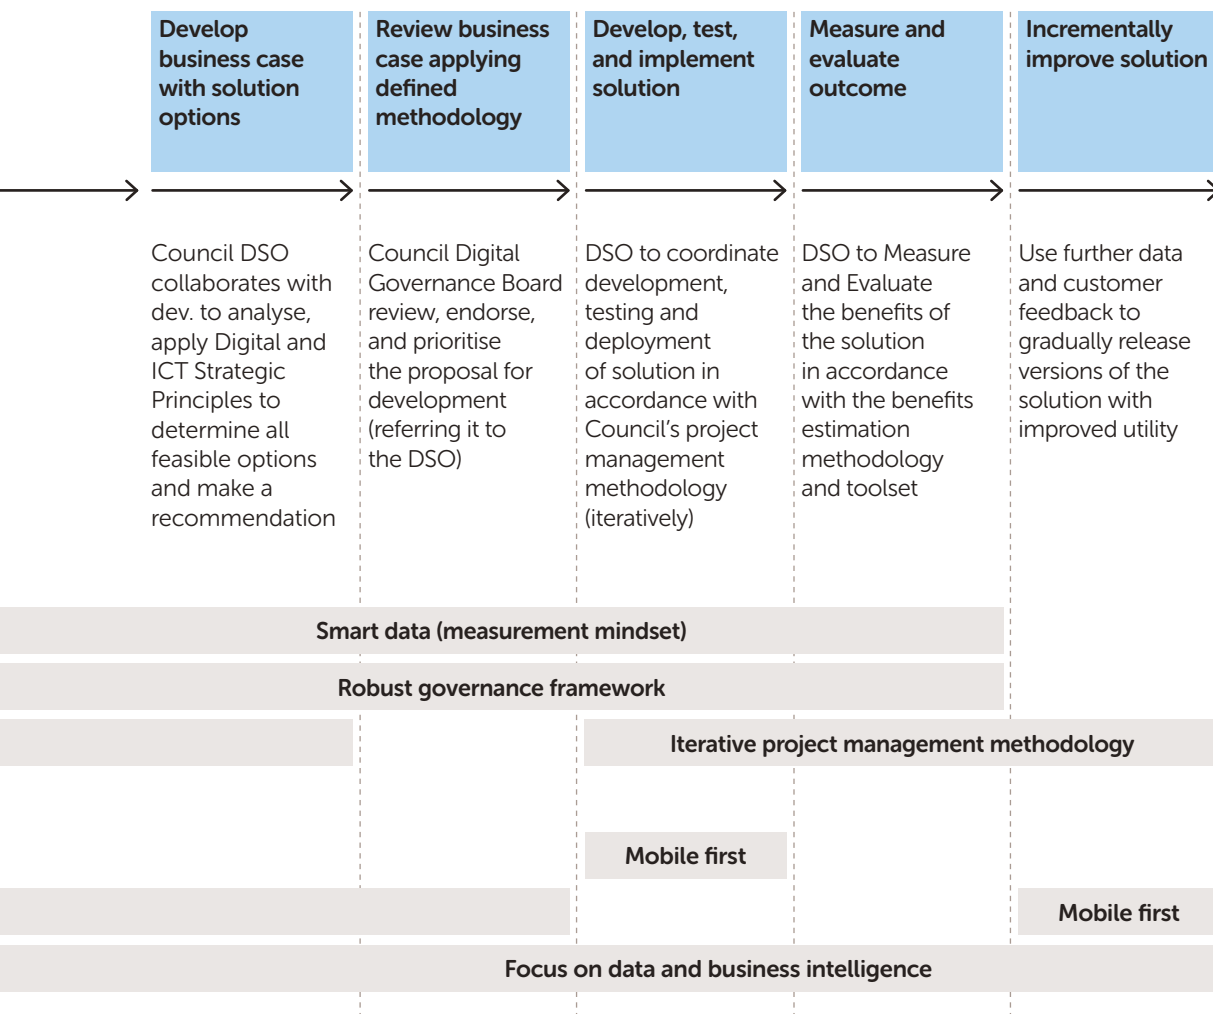 Develop
business case
with solution
options
Review business
case applying
defined
methodology
Develop, test,
and implement
solution
Measure and
evaluate
outcome
Incrementally
improve solution
Council DSO
collaborates with
dev. to analyse,
apply Digital and
ICT Strategic
Principles to
determine all
feasible options
and make a
recommendation
Council Digital
Governance Board
review, endorse,
and prioritise
the proposal for
development
(referring it to
the DSO)
DSO to coordinate
development,
testing and
deployment
of solution in
accordance with
Council's project
management
methodology
(iteratively)
DSO to Measure
and Evaluate
the benefits of
the solution
in accordance
with the benefits
estimation
methodology
and toolset
Use further data
and customer
feedback to
gradually release
versions of the
solution with
improved utility
Smart data (measurement mindset)
Robust governance framework
Iterative project management methodology
Mobile first
Mobile first
Focus on data and business intelligence